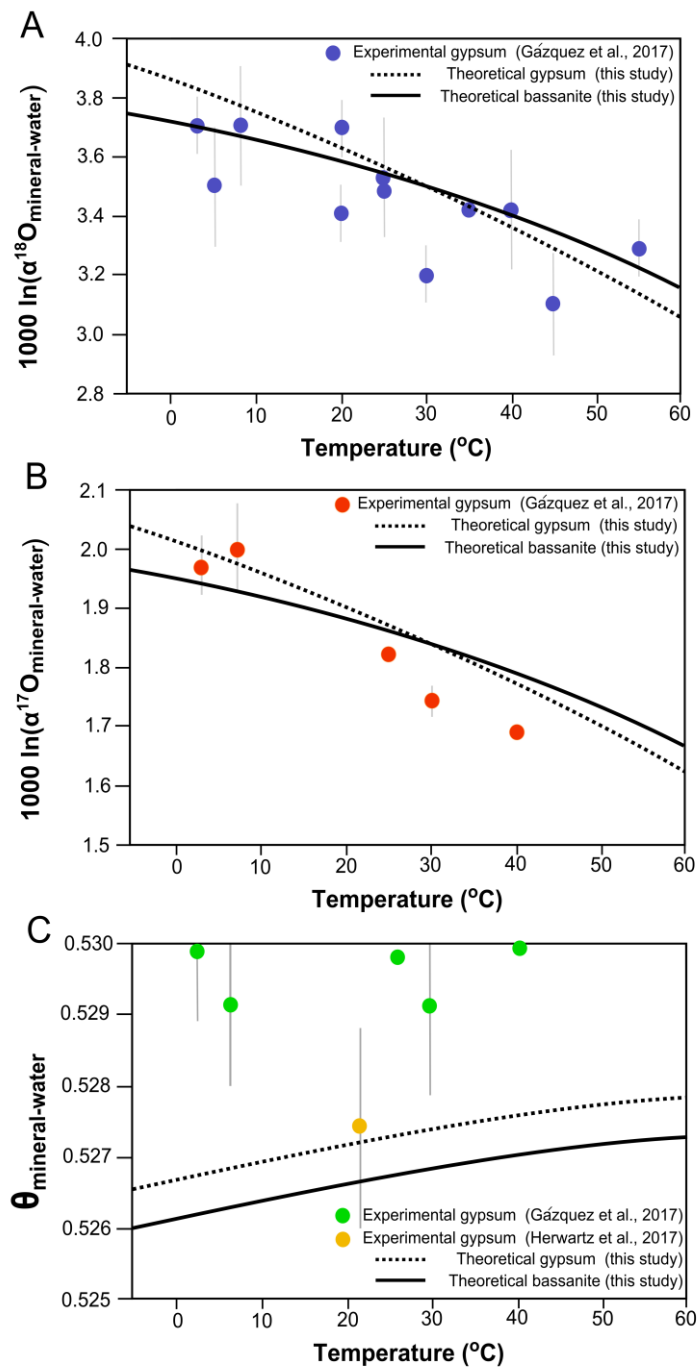 A
4.0
3.8
3.6
3.4
3.2
3.0
2.8
1000 ln(α18Omineral-water)
Experimental gypsum (Gázquez et al., 2017)
Theoretical gypsum (this study)
Theoretical bassanite (this study)
0 10 20 30 40 50 60
Temperature (oC)
B
2.1
2.0
1.9
1.8
1.7
1.6
1.5
1000 ln(α17Omineral-water)
Experimental gypsum (Gázquez et al., 2017)
Theoretical gypsum (this study)
Theoretical bassanite (this study)
0 10 20 30 40 50 60
Temperature (oC)
C
0.530
0.529
0.528
0.527
0.526
0.525
θmineral-water
Experimental gypsum (Gázquez et al., 2017)
Experimental gypsum (Herwartz et al., 2017)
Theoretical gypsum (this study)
Theoretical bassanite (this study)
0 10 20 30 40 50 60
Temperature (oC)